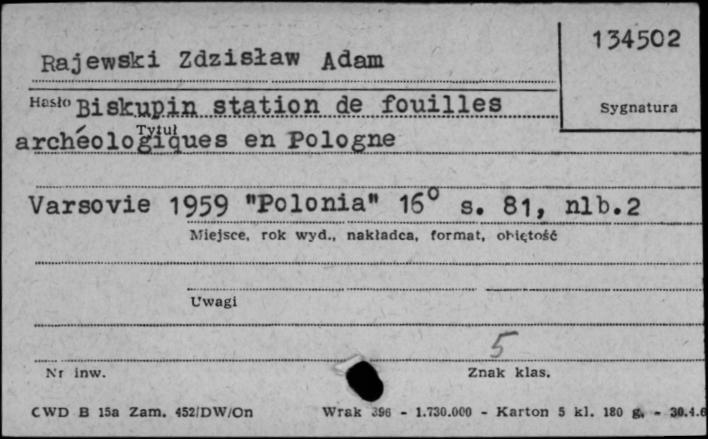 134502
Rajewski Zdzisław Adam
Sygnatura
Hasło Biskupin station de fouilles
Tytuł
archéologiques en Pologne
Varsovie 1959 "Polonia" 16° s. 81, nlb.2
Miejsce, rok wyd., nakładca, format, objętość
Uwagi
5
Nr inw. Znak klas.
CWD B 15a Zam. 452/DW/On Wrak 396 - 1.730.000 - Karton 5 kl. 180 g. - 30.4.6